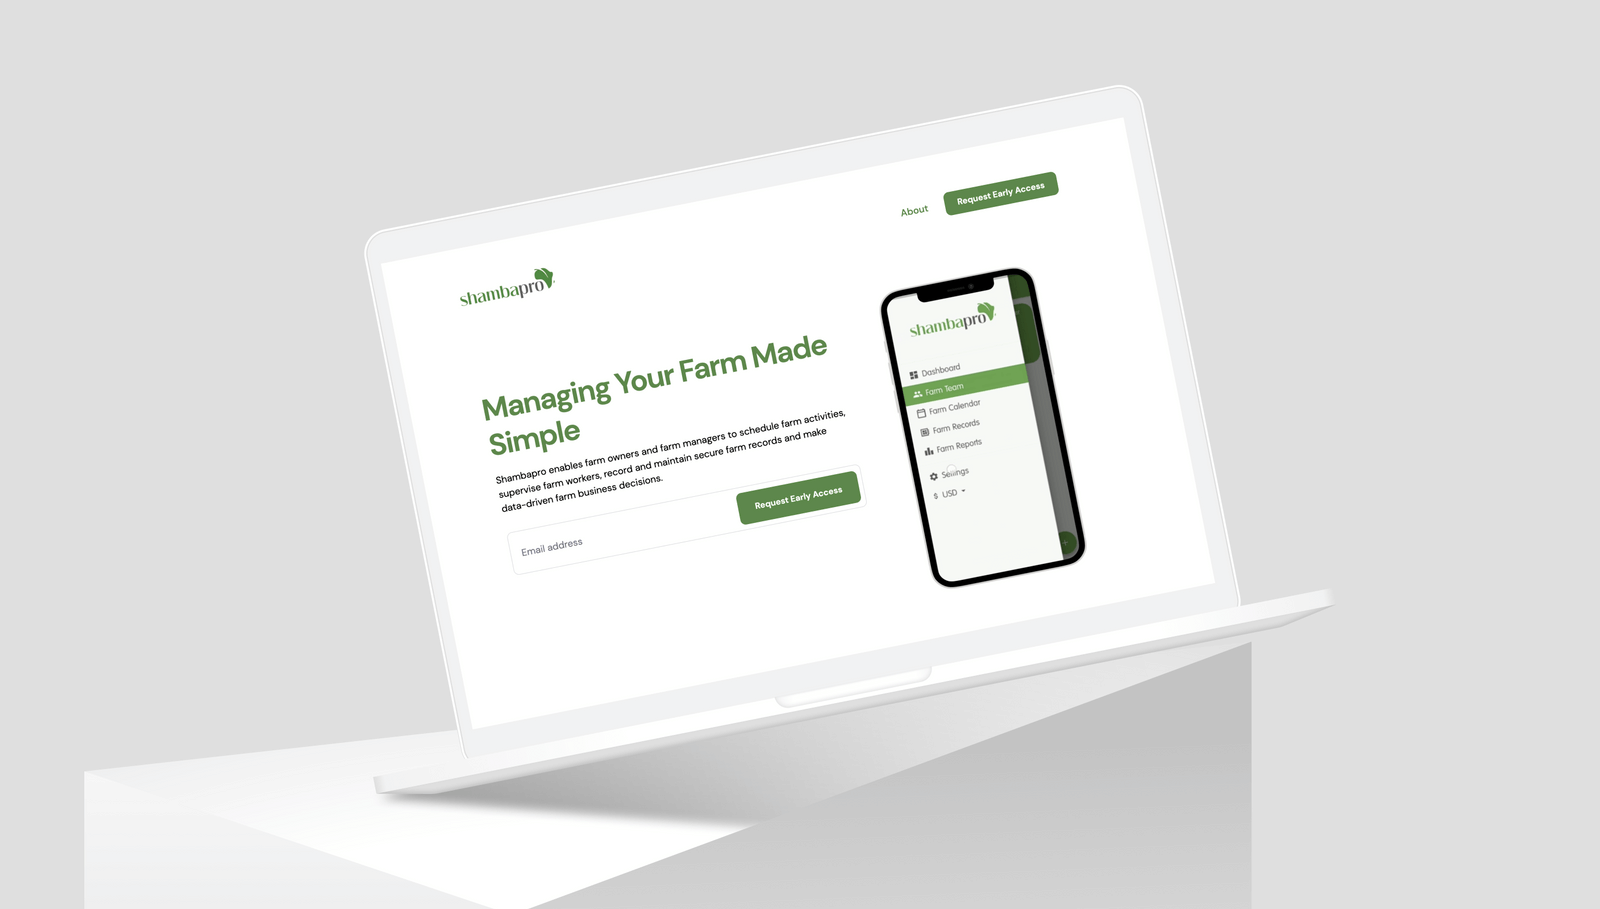 About
Request Early Access
shambapro
Managing Your Farm Made
Simple
Shambapro enables farm owners and farm managers to schedule farm activities,
supervise farm workers, record and maintain secure farm records and make
data-driven farm business decisions.
Email address
Request Early Access
shambapro
Dashboard
Farm Team
Farm Calendar
Farm Records
Farm Reports
Settings
$ USD